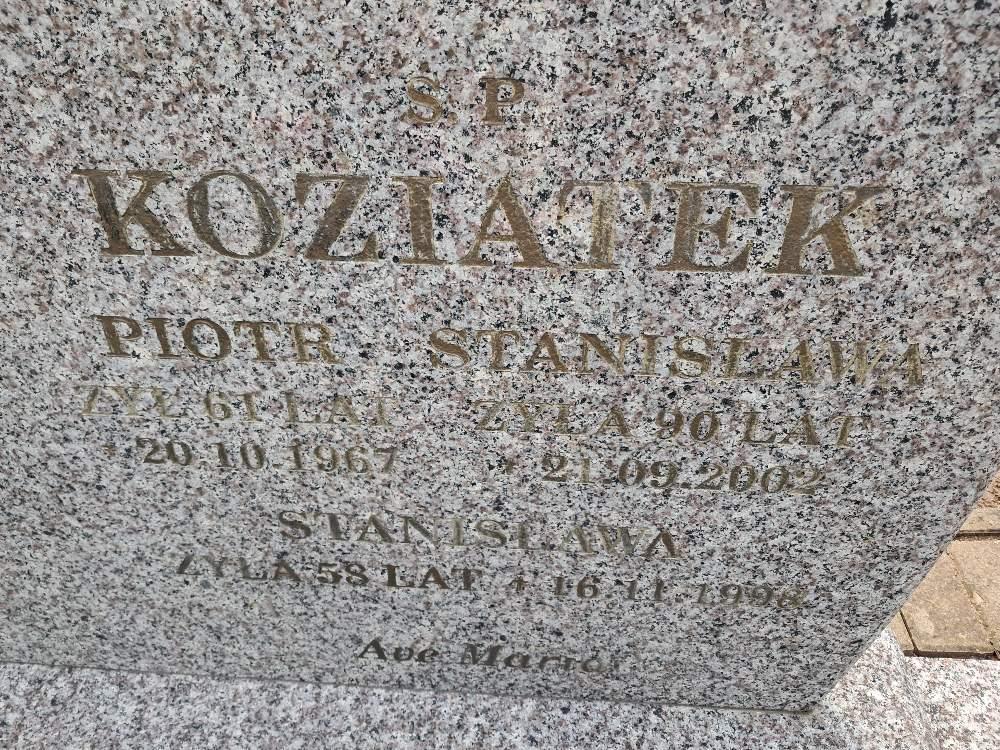 Ś. P.
KOZIATEK
PIOTR STANISŁAWA
ŻYŁ 61 LAT ŻYŁA 90 LAT
+ 20.10.1967 + 21.09.2002
STANISŁAWA
ŻYŁA 58 LAT + 16.11.1998
Ave Maria!